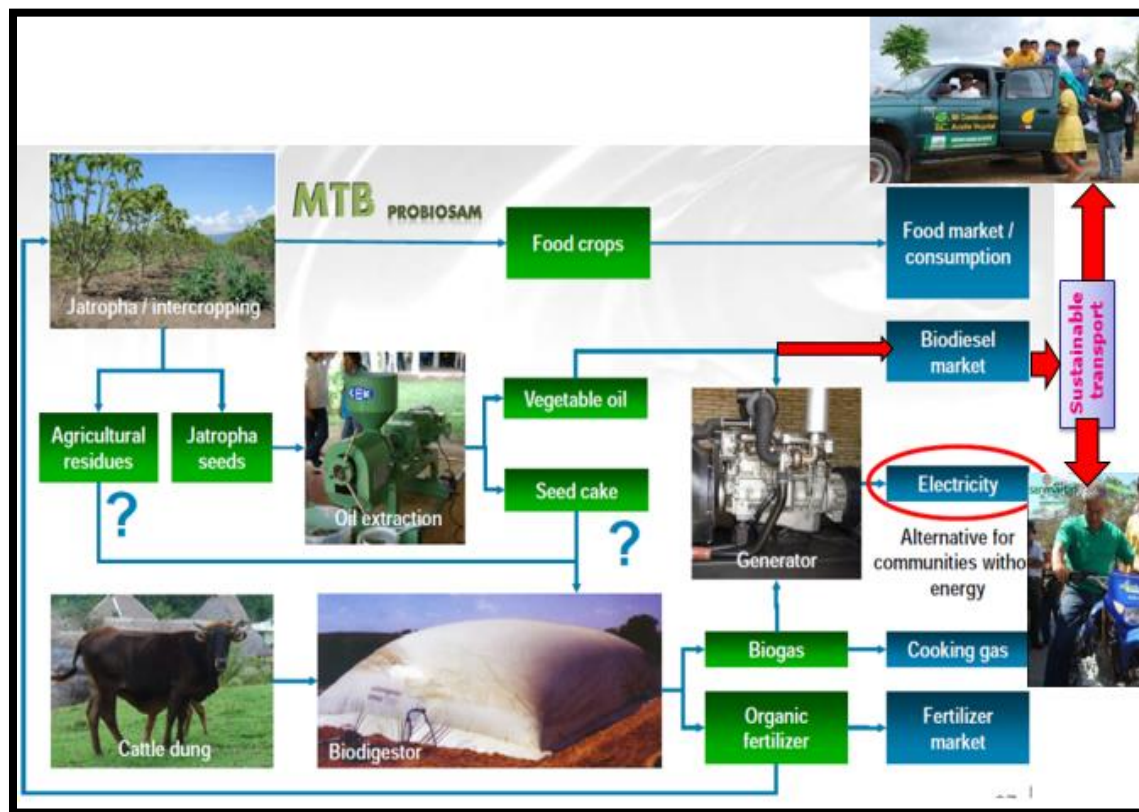 MTB PROBIOSAM
Jatropha / intercropping
Food crops
Food market /
consumption
Biodiesel
market
Sustainable
transport
Vegetable oil
Agricultural
residues
Jatropha
seeds
Oil extraction
Seed cake
?
?
Generator
Electricity
Alternative for
communities withou
energy
Cattle dung
Biodigestor
Biogas
Cooking gas
Organic
fertilizer
Fertilizer
market